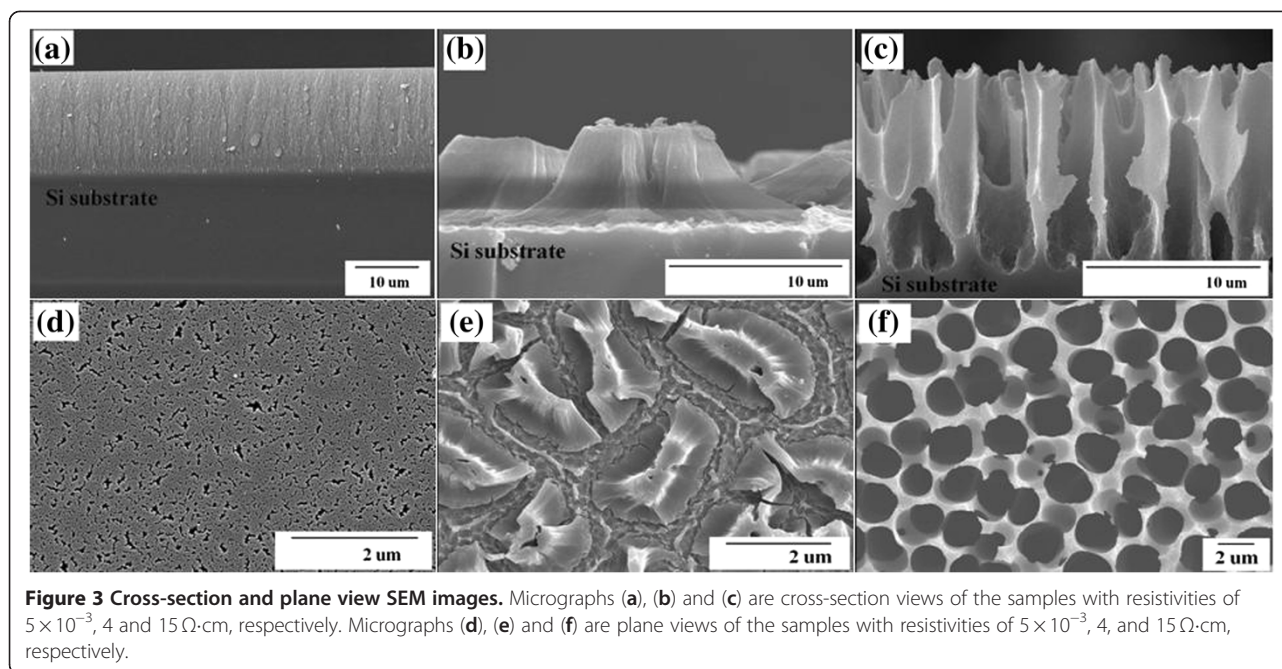 (a)
(b)
(c)
Si substrate
10 um
Si substrate
10 um
Si substrate
10 um
(d)
(e)
(f)
2 um
2 um
2 um
Figure 3 Cross-section and plane view SEM images. Micrographs (a), (b) and (c) are cross-section views of the samples with resistivities of
5 × 10⁻³, 4 and 15 Ω·cm, respectively. Micrographs (d), (e) and (f) are plane views of the samples with resistivities of 5 × 10⁻³, 4, and 15 Ω·cm,
respectively.